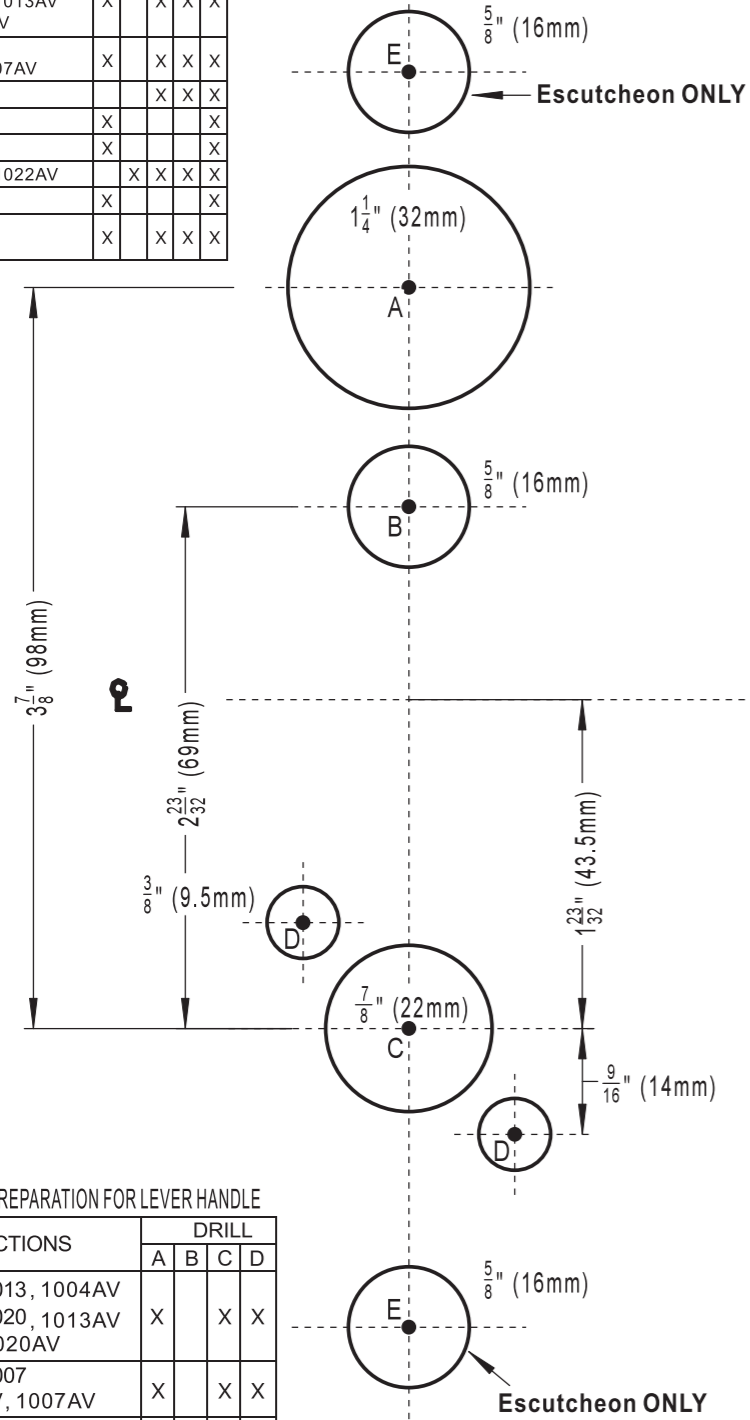 013AV
V
X X X X
07AV
X X X X
X X X
X X
X X
022AV X X X X
X X
X X X X
5/8" (16mm)
E
Escutcheon ONLY
1 1/4" (32mm)
A
5/8" (16mm)
B
3 7/8" (98mm)
2 23/32" (69mm)
1 23/32" (43.5mm)
3/8" (9.5mm)
D
7/8" (22mm)
C
9/16" (14mm)
D
REPARATION FOR LEVER HANDLE
CTIONS DRILL
A B C D
013, 1004AV
020, 1013AV X X X
020AV
007
V, 1007AV X X X
5/8" (16mm)
E
Escutcheon ONLY